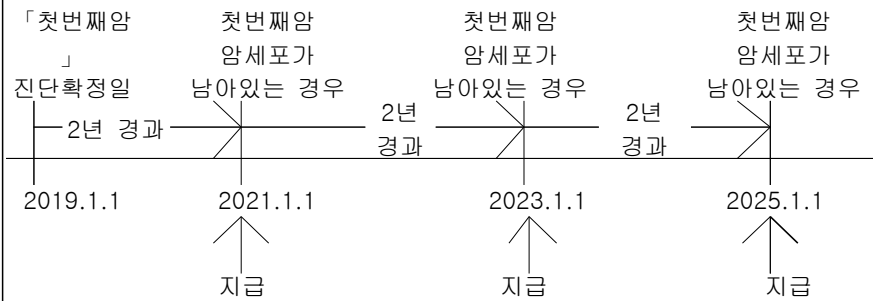 「첫번째암 첫번째암 첫번째암 첫번째암
」 암세포가 암세포가 암세포가
진단확정일 남아있는 경우 남아있는 경우 남아있는 경우
2년 경과 2년 2년
경과 경과
2019.1.1 2021.1.1 2023.1.1 2025.1.1
지급 지급 지급